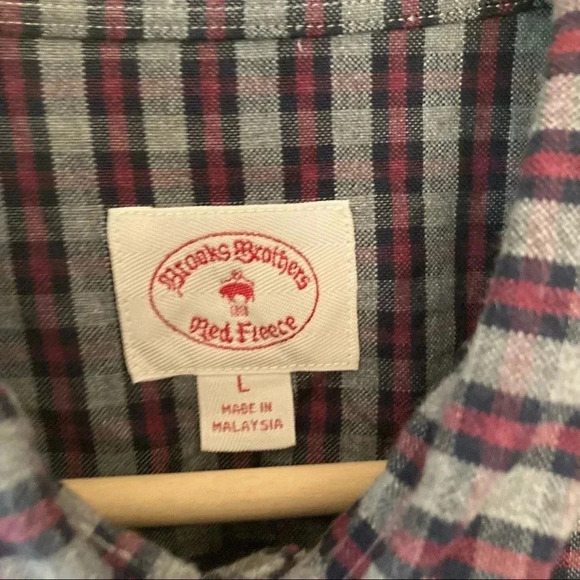 Brooks Brothers
Red Fleece
L
MADE IN
MALAYSIA